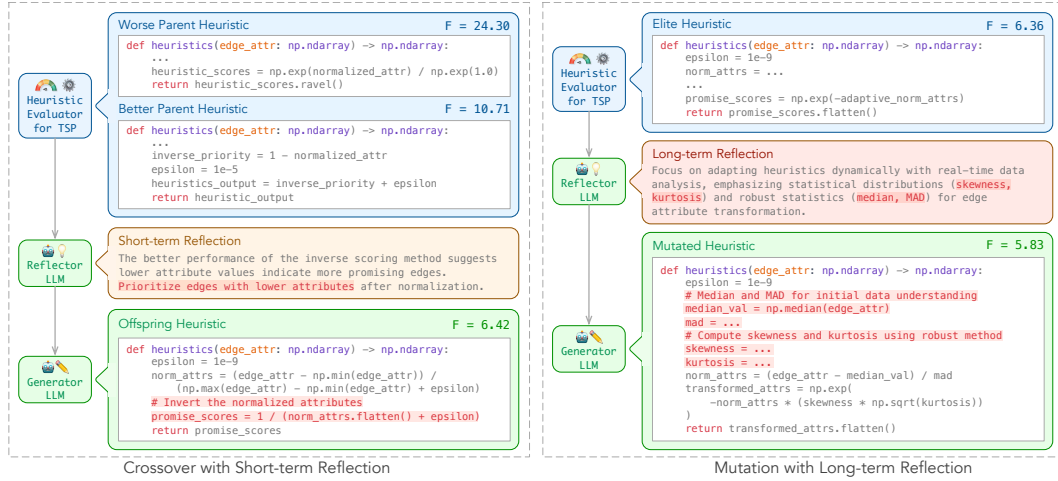 Worse Parent Heuristic F = 24.30
def heuristics(edge_attr: np.ndarray) -> np.ndarray:
...
heuristic_scores = np.exp(normalized_attr) / np.exp(1.0)
return heuristic_scores.ravel()
Heuristic
Evaluator
for TSP
Better Parent Heuristic F = 10.71
def heuristics(edge_attr: np.ndarray) -> np.ndarray:
...
inverse_priority = 1 - normalized_attr
epsilon = 1e-5
heuristics_output = inverse_priority + epsilon
return heuristic_output
Reflector
LLM
Short-term Reflection
The better performance of the inverse scoring method suggests
lower attribute values indicate more promising edges.
Prioritize edges with lower attributes after normalization.
Generator
LLM
Offspring Heuristic F = 6.42
def heuristics(edge_attr: np.ndarray) -> np.ndarray:
epsilon = 1e-9
norm_attrs = (edge_attr - np.min(edge_attr)) /
(np.max(edge_attr) - np.min(edge_attr) + epsilon)
# Invert the normalized attributes
promise_scores = 1 / (norm_attrs.flatten() + epsilon)
return promise_scores
Crossover with Short-term Reflection
Elite Heuristic F = 6.36
def heuristics(edge_attr: np.ndarray) -> np.ndarray:
epsilon = 1e-9
norm_attrs = ...
...
promise_scores = np.exp(-adaptive_norm_attrs)
return promise_scores.flatten()
Heuristic
Evaluator
for TSP
Reflector
LLM
Long-term Reflection
Focus on adapting heuristics dynamically with real-time data
analysis, emphasizing statistical distributions (skewness,
kurtosis) and robust statistics (median, MAD) for edge
attribute transformation.
Generator
LLM
Mutated Heuristic F = 5.83
def heuristics(edge_attr: np.ndarray) -> np.ndarray:
epsilon = 1e-9
# Median and MAD for initial data understanding
median_val = np.median(edge_attr)
mad = ...
# Compute skewness and kurtosis using robust method
skewness = ...
kurtosis = ...
norm_attrs = (edge_attr - median_val) / mad
transformed_attrs = np.exp(
-norm_attrs * (skewness * np.sqrt(kurtosis))
)
return transformed_attrs.flatten()
Mutation with Long-term Reflection